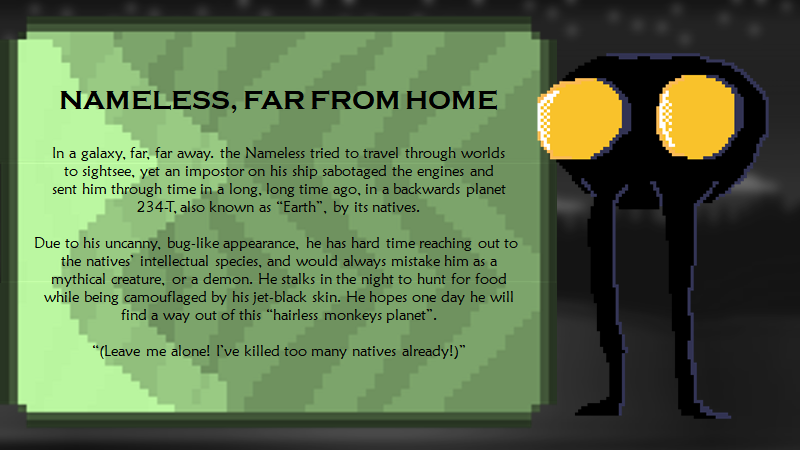 NAMELESS, FAR FROM HOME
In a galaxy, far, far away. the Nameless tried to travel through worlds
to sightsee, yet an impostor on his ship sabotaged the engines and
sent him through time in a long, long time ago, in a backwards planet
234-T, also known as “Earth”, by its natives.
Due to his uncanny, bug-like appearance, he has hard time reaching out to
the natives’ intellectual species, and would always mistake him as a
mythical creature, or a demon. He stalks in the night to hunt for food
while being camouflaged by his jet-black skin. He hopes one day he will
find a way out of this “hairless monkeys planet”.
“(Leave me alone! I’ve killed too many natives already!)”